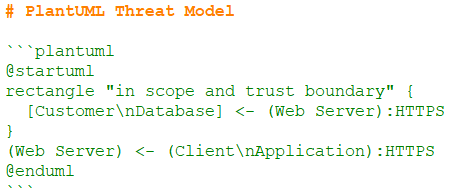 # PlantUML Threat Model
```plantuml
@startuml
rectangle "in scope and trust boundary" {
  [Customer\nDatabase] <- (Web Server):HTTPS
}
(Web Server) <- (Client\nApplication):HTTPS
@enduml
```